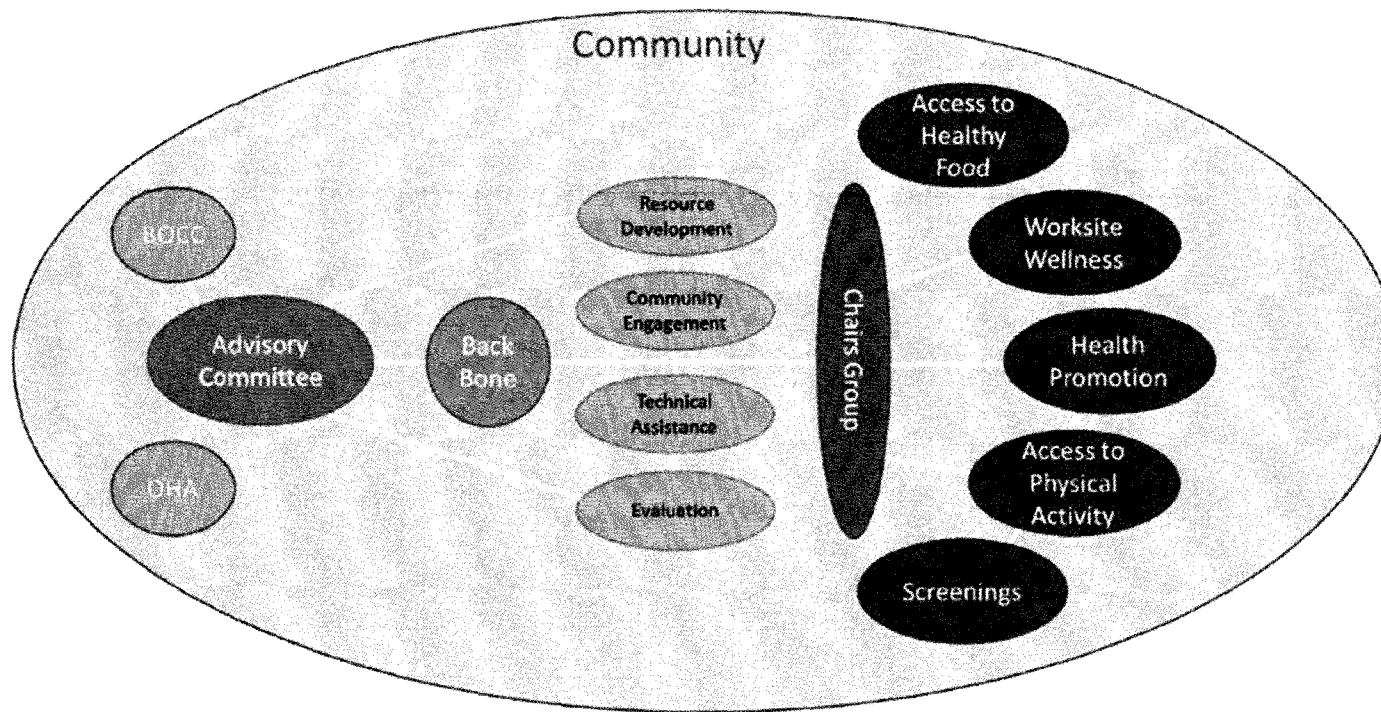 Community
Access to
Healthy
Food
BOCC
Resource
Development
Worksite
Wellness
Community
Engagement
Advisory
Committee
Back
Bone
Chairs Group
Health
Promotion
Technical
Assistance
Access to
Physical
Activity
Evaluation
Screenings